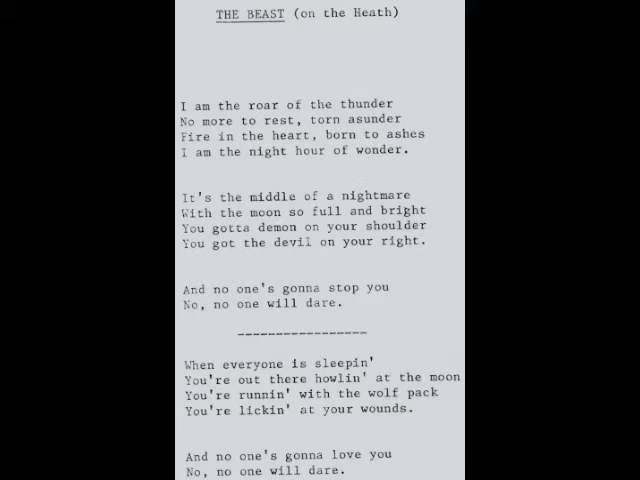 THE BEAST (on the Heath)
I am the roar of the thunder
No more to rest, torn asunder
Fire in the heart, born to ashes
I am the night hour of wonder.
It's the middle of a nightmare
With the moon so full and bright
You gotta demon on your shoulder
You got the devil on your right.
And no one's gonna stop you
No, no one will dare.
-----------------
When everyone is sleepin'
You're out there howlin' at the moon
You're runnin' with the wolf pack
You're lickin' at your wounds.
And no one's gonna love you
No, no one will dare.